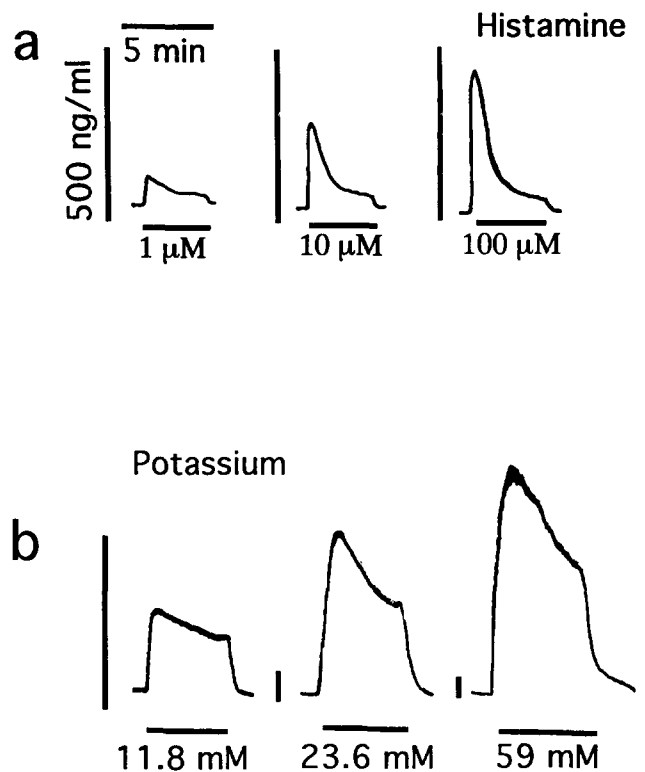 a
5 min
Histamine
500 ng/ml
1 μM
10 μM
100 μM
Potassium
b
11.8 mM
23.6 mM
59 mM